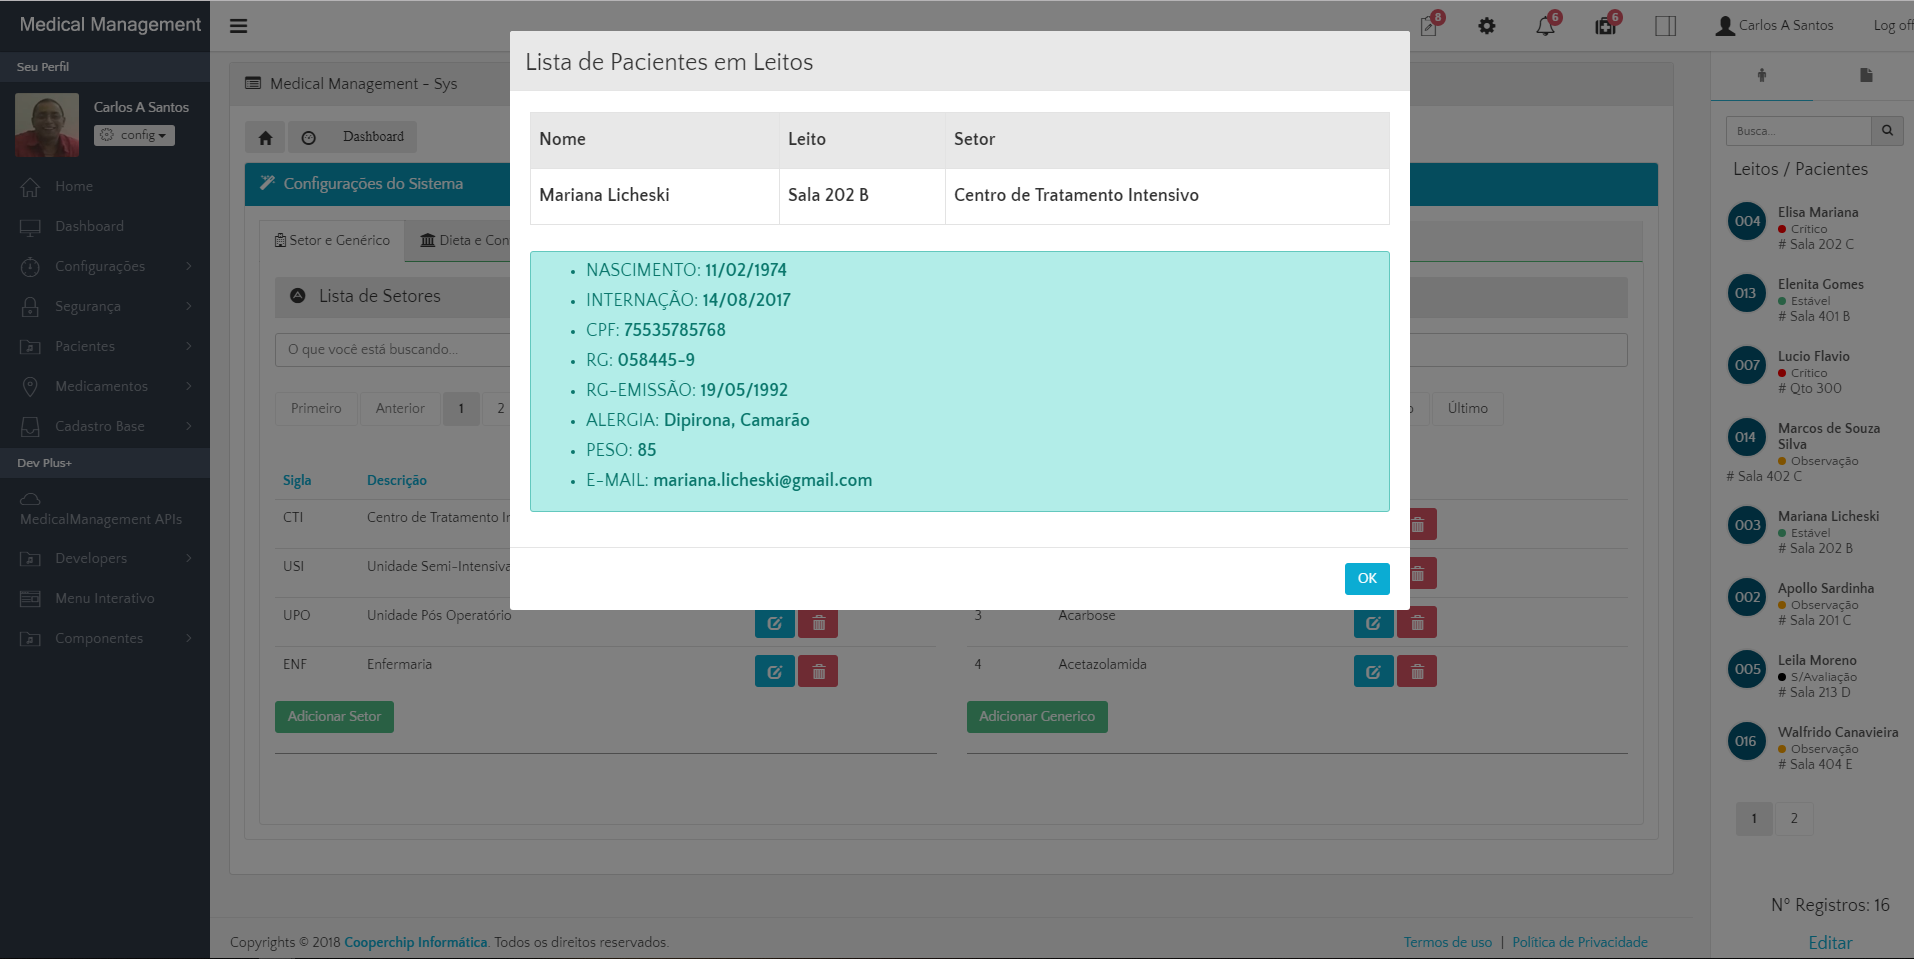 Medical Management
8
6
6
Carlos A Santos
Log off
Seu Perfil
Carlos A Santos
config
Home
Dashboard
Configurações
Segurança
Pacientes
Medicamentos
Cadastro Base
Dev Plus+
MedicalManagement APIs
Developers
Menu Interativo
Componentes
Medical Management - Sys
Dashboard
Configurações do Sistema
Setor e Genérico
Dieta e Con
Lista de Setores
O que você está buscando...
Primeiro
Anterior
1
2
Último
Sigla Descrição
CTI Centro de Tratamento I
USI Unidade Semi-Intensiva
UPO Unidade Pós Operatório
ENF Enfermaria
3 Acarbose
4 Acetazolamida
Adicionar Setor
Adicionar Generico
Lista de Pacientes em Leitos
Nome Leito Setor
Mariana Licheski Sala 202 B Centro de Tratamento Intensivo
NASCIMENTO: 11/02/1974
INTERNAÇÃO: 14/08/2017
CPF: 75535785768
RG: 058445-9
RG-EMISSÃO: 19/05/1992
ALERGIA: Dipirona, Camarão
PESO: 85
E-MAIL: mariana.licheski@gmail.com
OK
Busca...
Leitos / Pacientes
004 Elisa Mariana
Crítico
# Sala 202 C
013 Elenita Gomes
Estável
# Sala 401 B
007 Lucio Flavio
Crítico
# Qto 300
014 Marcos de Souza
Silva
Observação
# Sala 402 C
003 Mariana Licheski
Estável
# Sala 202 B
002 Apollo Sardinha
Observação
# Sala 201 C
005 Leila Moreno
S/Avaliação
# Sala 213 D
016 Walfrido Canavieira
Observação
# Sala 404 E
1 2
Nº Registros: 16
Editar
Copyrights © 2018 Cooperchip Informática. Todos os direitos reservados.
Termos de uso | Política de Privacidade